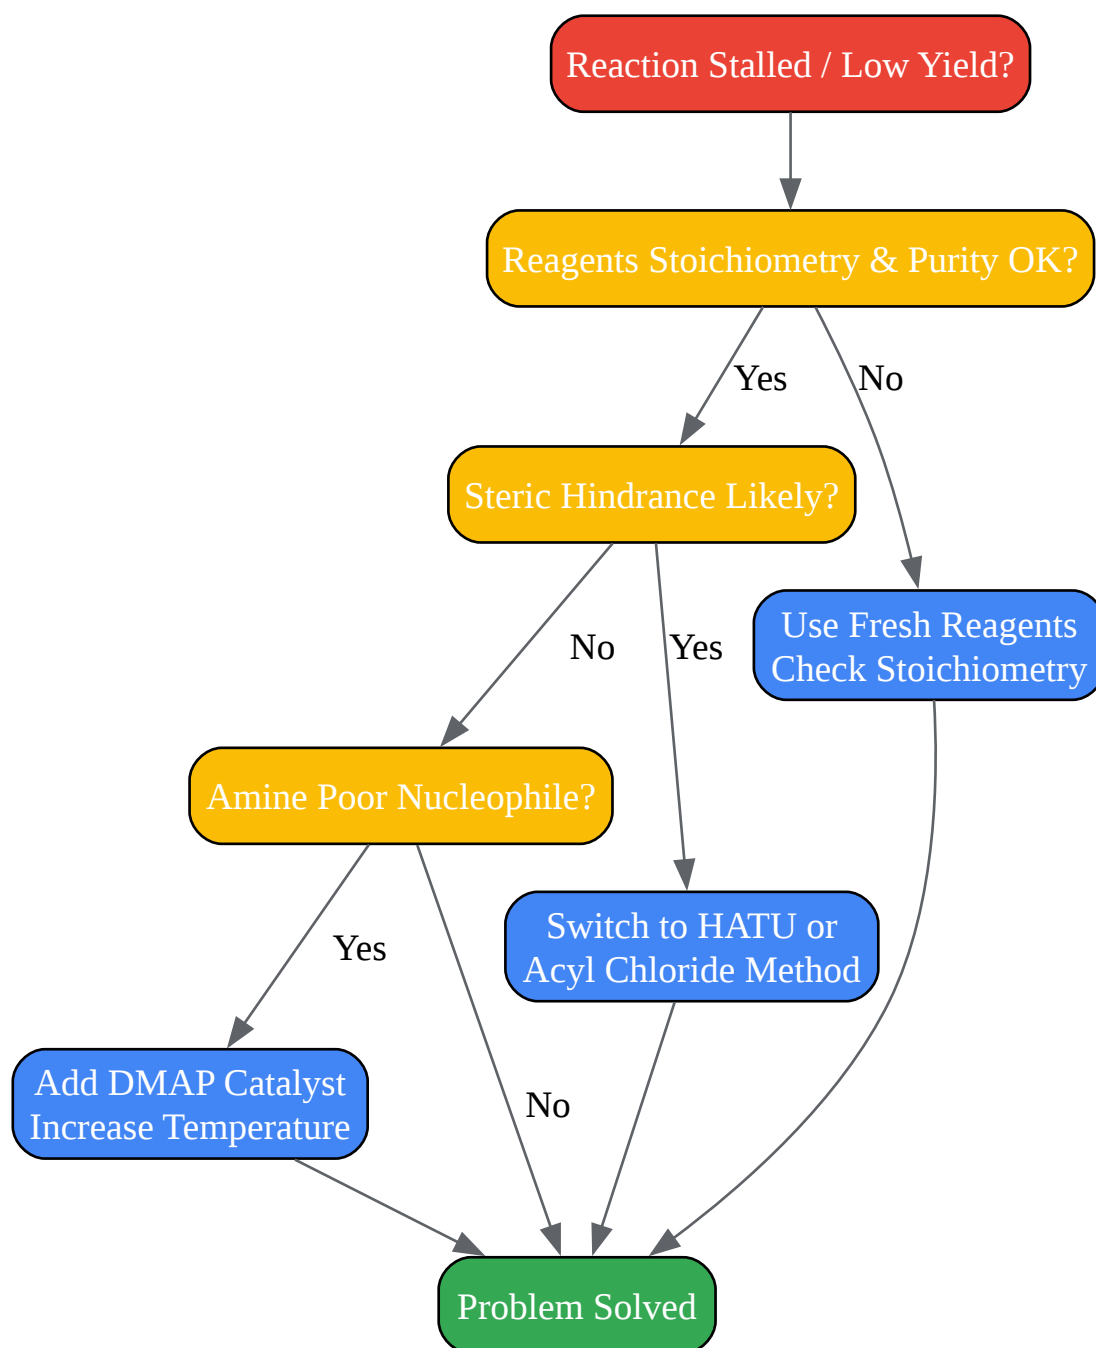 Reaction Stalled / Low Yield?
Reagents Stoichiometry & Purity OK?
Yes
No
Steric Hindrance Likely?
Use Fresh Reagents
Check Stoichiometry
No
Yes
Amine Poor Nucleophile?
Switch to HATU or
Acyl Chloride Method
Yes
Add DMAP Catalyst
Increase Temperature
No
Problem Solved